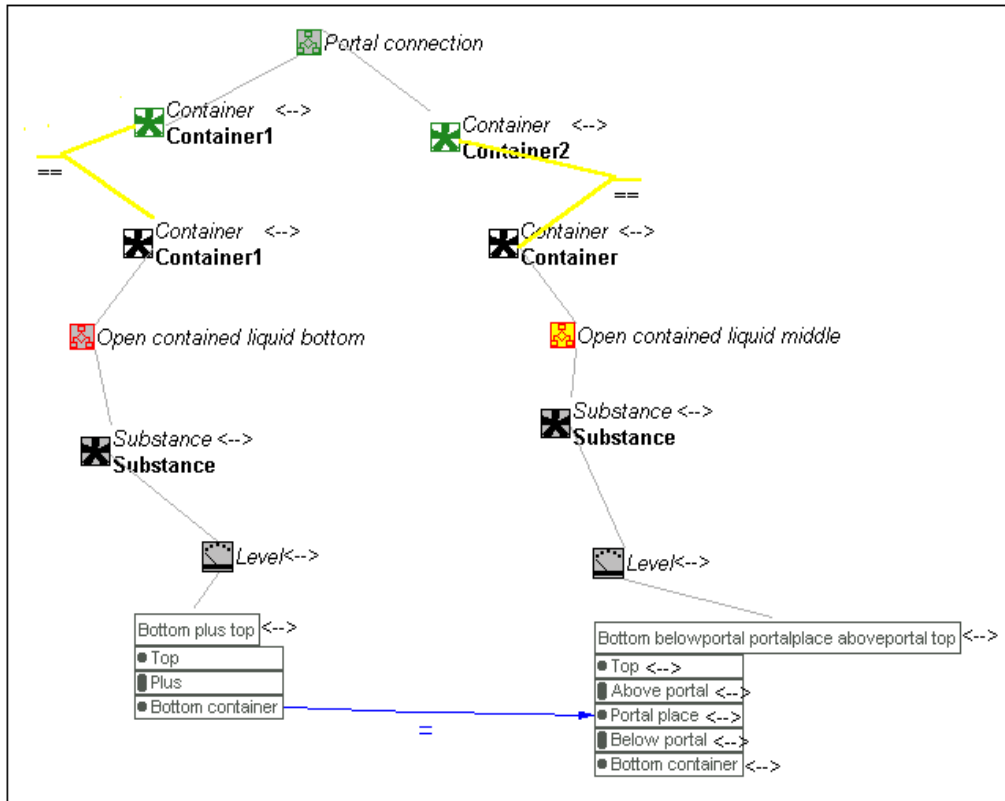 Portal connection
Container <-->
Container1
Container <-->
Container2
==
==
Container <-->
Container1
Container <-->
Container
Open contained liquid bottom
Open contained liquid middle
Substance <-->
Substance
Substance <-->
Substance
Level<-->
Level<-->
Bottom plus top <-->
Top
Plus
Bottom container
=
Bottom belowportal portalplace aboveportal top <-->
Top <-->
Above portal <-->
Portal place <-->
Below portal <-->
Bottom container <-->